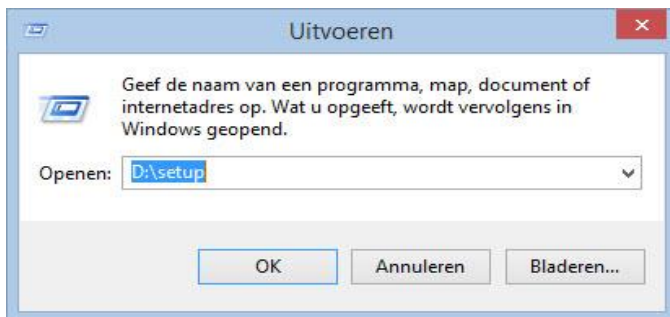 Uitvoeren
Geef de naam van een programma, map, document of
internetadres op. Wat u opgeeft, wordt vervolgens in
Windows geopend.
Openen: D:\setup
OK Annuleren Bladeren...